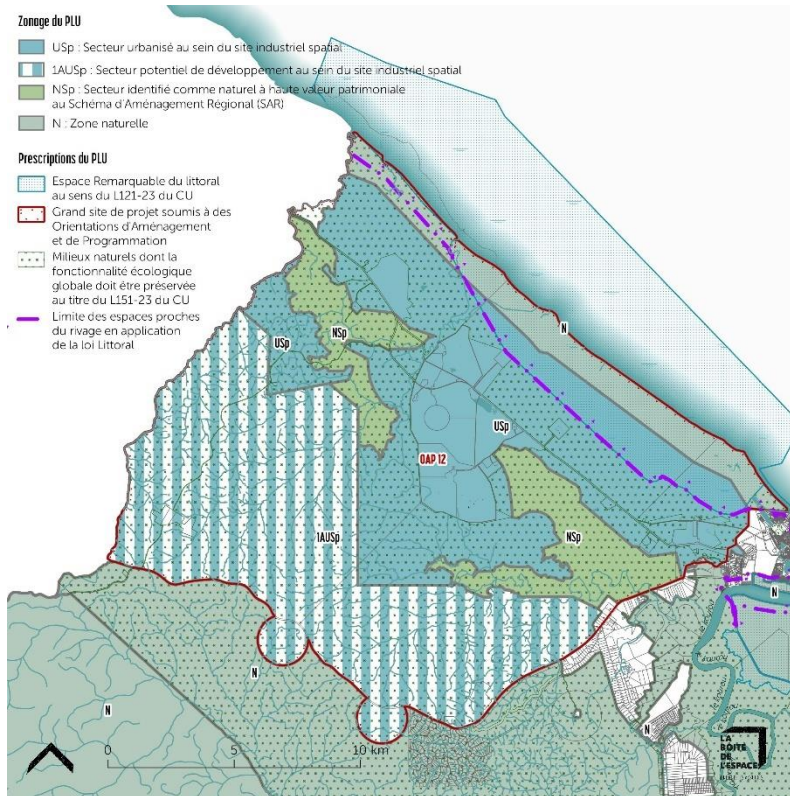 Zonage du PLU
USp : Secteur urbanisé au sein du site industriel spatial
1AUSp : Secteur potentiel de développement au sein du site industriel spatial
NSp : Secteur identifié comme naturel à haute valeur patrimoniale
au Schéma d'Aménagement Régional (SAR)
N : Zone naturelle
Prescriptions du PLU
Espace Remarquable du littoral
au sens du L121-23 du CU
Grand site de projet soumis à des
Orientations d'Aménagement
et de Programmation
Milieux naturels dont la
fonctionnalité écologique
globale doit être préservée
au titre du L151-23 du CU
Limite des espaces proches
du rivage en application
de la loi Littoral
N
NSp
USp
USp
OAP 12
1AUSp
NSp
N
N
N
N
0 5 10 km
LA
BOITE
DE
L'ESPACE